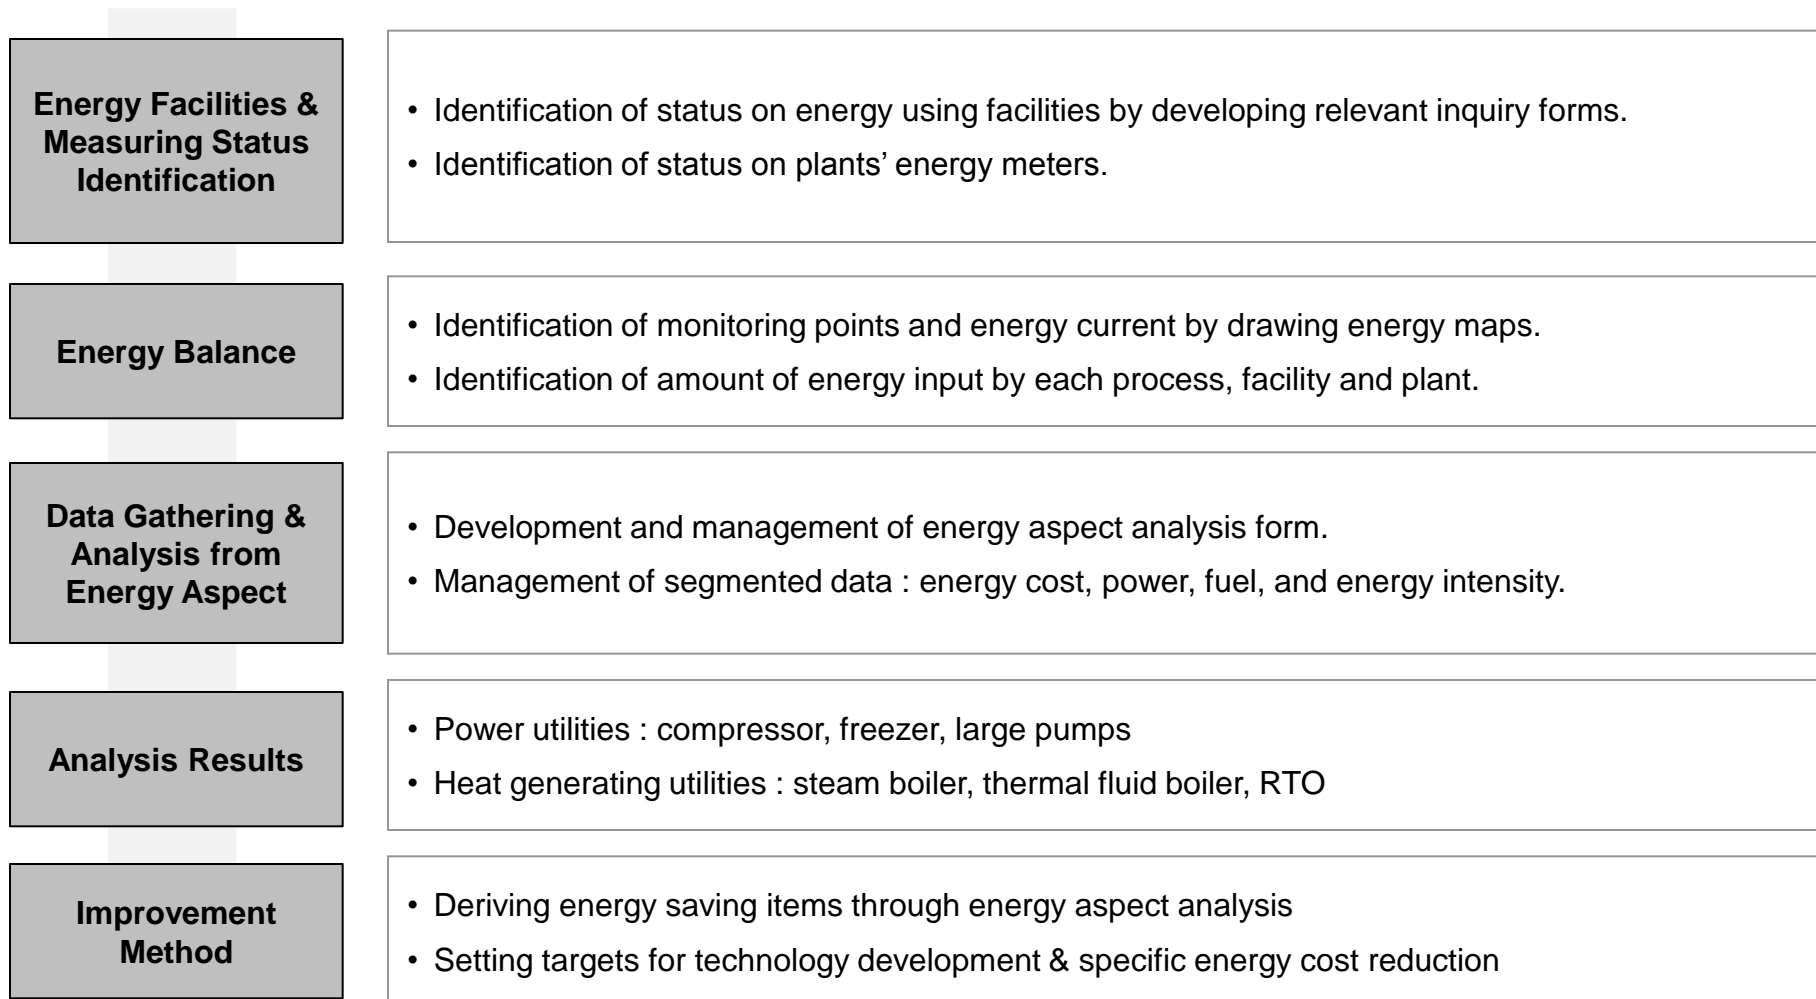 Energy Facilities &
Measuring Status
Identification
• Identification of status on energy using facilities by developing relevant inquiry forms.
• Identification of status on plants’ energy meters.
Energy Balance
• Identification of monitoring points and energy current by drawing energy maps.
• Identification of amount of energy input by each process, facility and plant.
Data Gathering &
Analysis from
Energy Aspect
• Development and management of energy aspect analysis form.
• Management of segmented data : energy cost, power, fuel, and energy intensity.
Analysis Results
• Power utilities : compressor, freezer, large pumps
• Heat generating utilities : steam boiler, thermal fluid boiler, RTO
Improvement
Method
• Deriving energy saving items through energy aspect analysis
• Setting targets for technology development & specific energy cost reduction